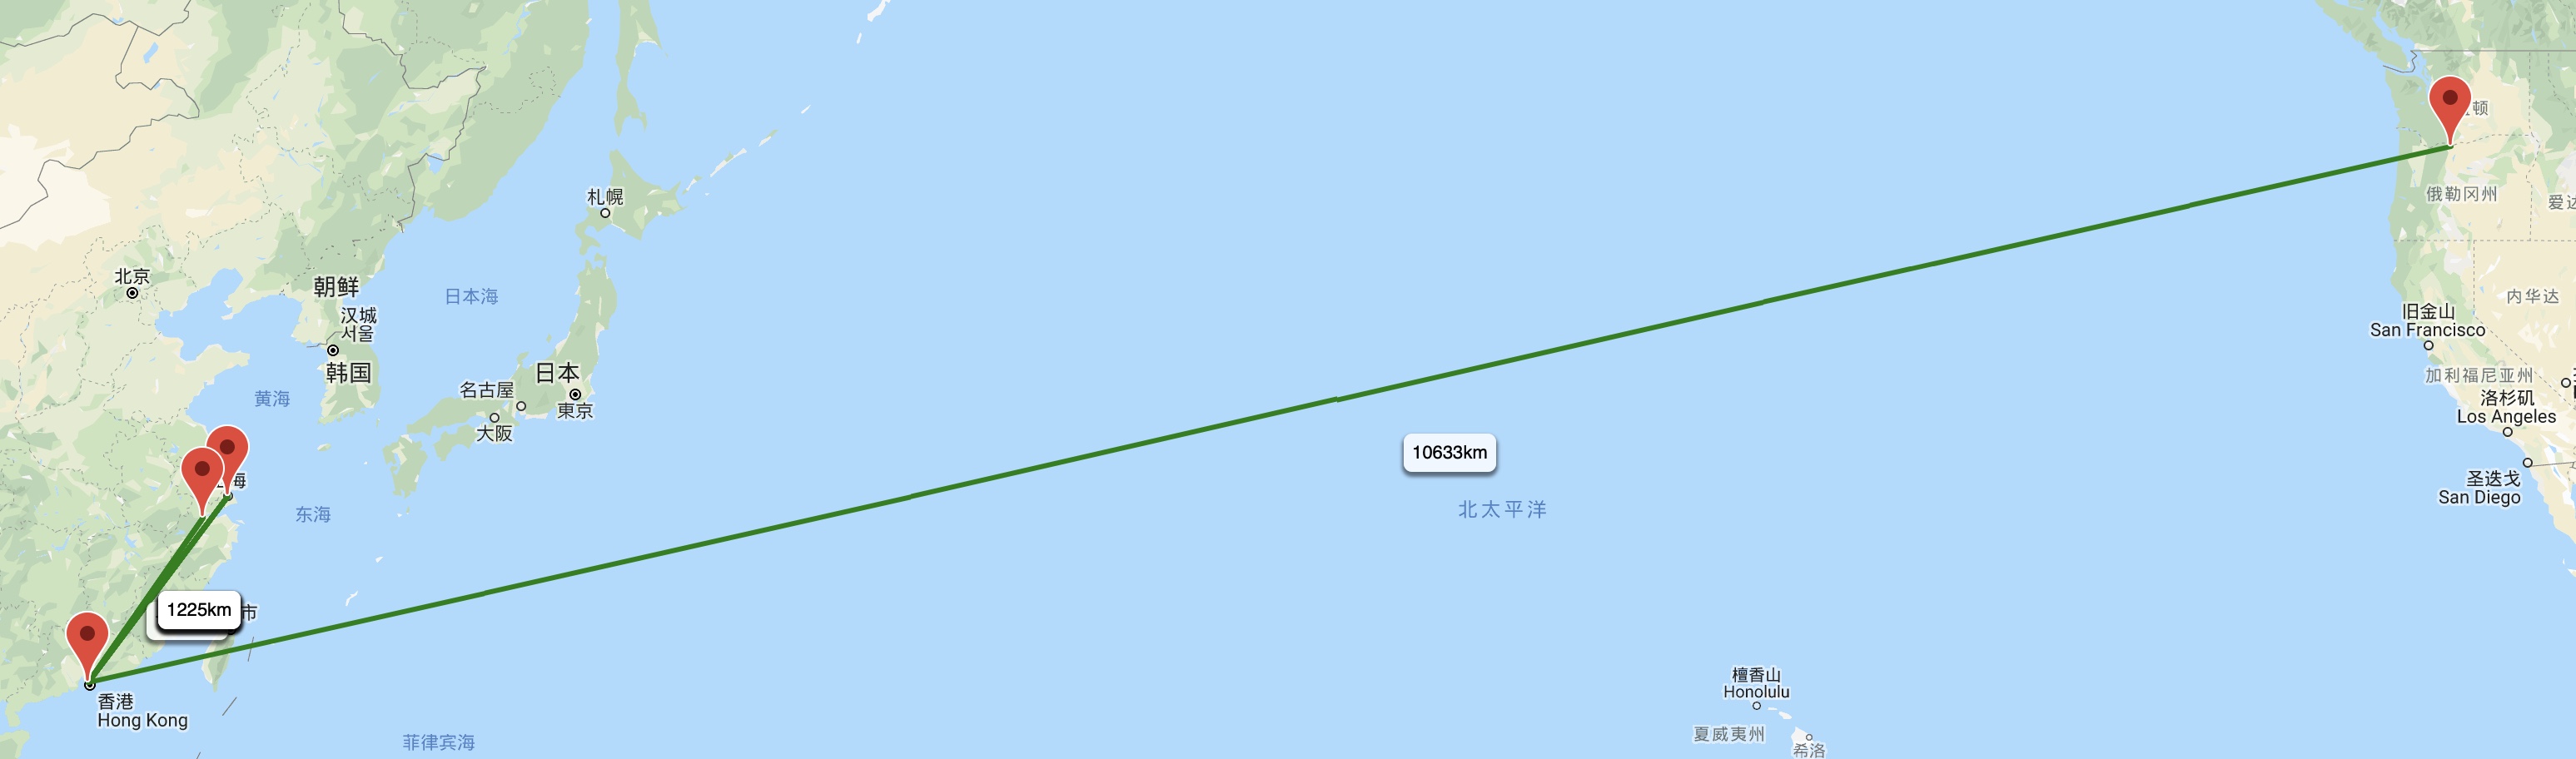 顿
札幌
俄勒冈州
北京
朝鲜
日本海
内华达
汉城
서울
旧金山
San Francisco
韩国
日本
加利福尼亚州
名古屋
黄海
東京
洛杉矶
Los Angeles
大阪
10633km
海
圣迭戈
San Diego
东海
北太平洋
1225km
市
檀香山
Honolulu
香港
Hong Kong
夏威夷州
菲律宾海
希洛